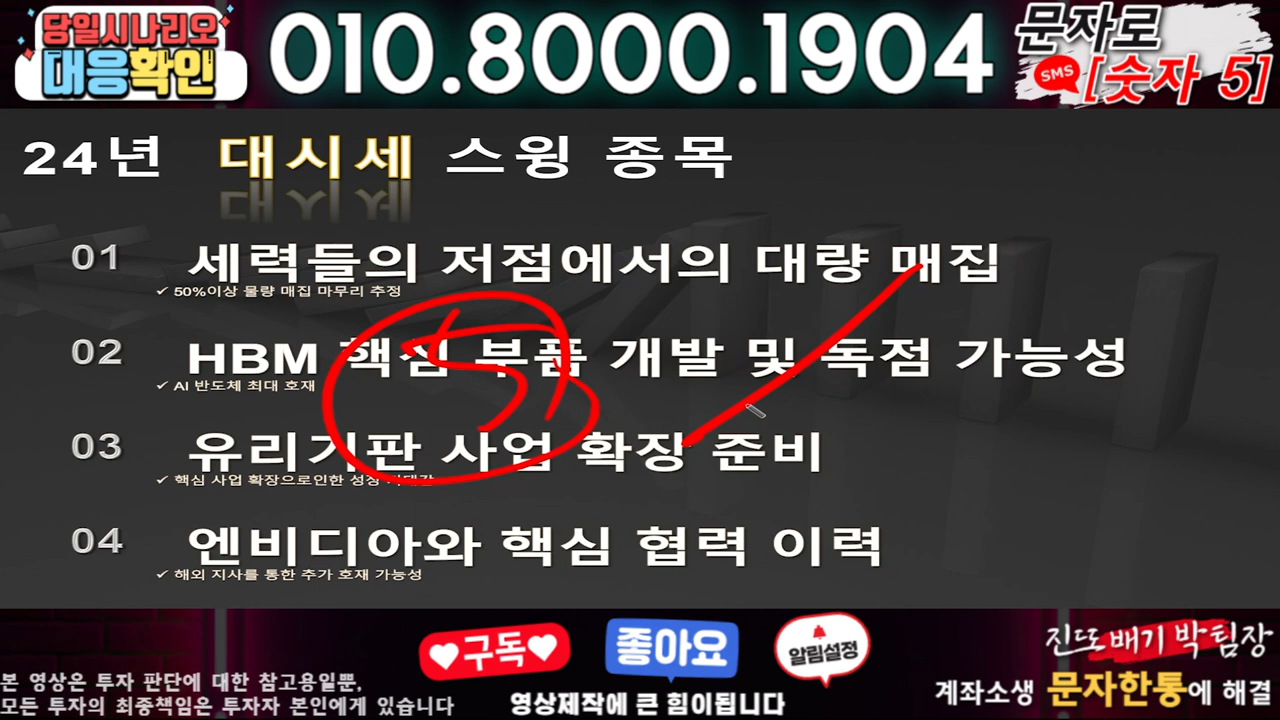 당일시나리오
대응확인
010.8000.1904
문자로
SMS
[숫자 5]
24년 대시세 스윙 종목
01 세력들의 저점에서의 대량 매집
✓ 50%이상 물량 매집 마무리 추정
02 HBM 핵심 부품 개발 및 독점 가능성
✓ AI 반도체 최대 호재
03 유리기판 사업 확장 준비
✓ 핵심 사업 확장으로인한 성장 기대감
04 엔비디아와 핵심 협력 이력
✓ 해외 지사를 통한 추가 호재 가능성
5
구독
좋아요
알림설정
영상제작에 큰 힘이됩니다
본 영상은 투자 판단에 대한 참고용일뿐,
모든 투자의 최종책임은 투자자 본인에게 있습니다
진또배기 박팀장
계좌소생 문자한통에 해결